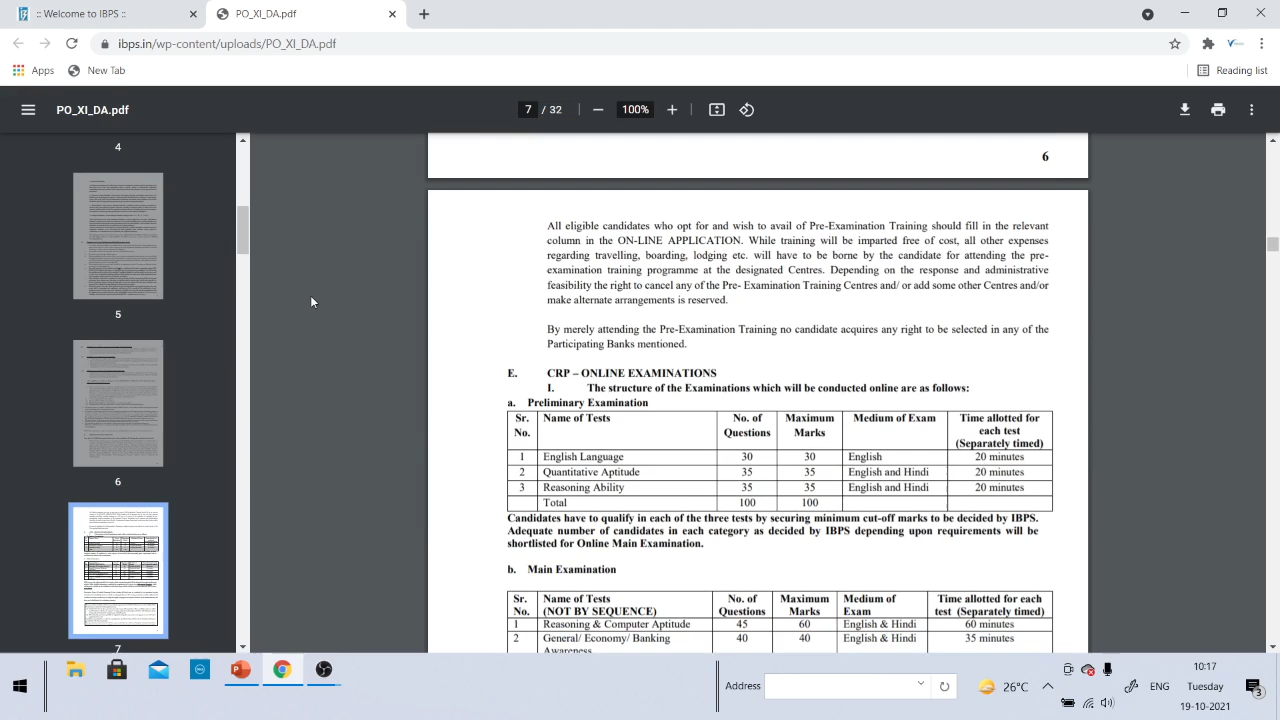 :: Welcome to IBPS ::
PO_XI_DA.pdf
ibps.in/wp-content/uploads/PO_XI_DA.pdf
Apps
New Tab
Reading list
PO_XI_DA.pdf
7 / 32
100%
4
5
6
7
6
All eligible candidates who opt for and wish to avail of Pre-Examination Training should fill in the relevant
column in the ON-LINE APPLICATION. While training will be imparted free of cost, all other expenses
regarding travelling, boarding, lodging etc. will have to be borne by the candidate for attending the pre-
examination training programme at the designated Centres. Depending on the response and administrative
feasibility the right to cancel any of the Pre- Examination Training Centres and/ or add some other Centres and/or
make alternate arrangements is reserved.
By merely attending the Pre-Examination Training no candidate acquires any right to be selected in any of the
Participating Banks mentioned.
E. CRP – ONLINE EXAMINATIONS
I. The structure of the Examinations which will be conducted online are as follows:
a. Preliminary Examination
Sr. No. Name of Tests No. of Questions Maximum Marks Medium of Exam Time allotted for each test (Separately timed)
1 English Language 30 30 English 20 minutes
2 Quantitative Aptitude 35 35 English and Hindi 20 minutes
3 Reasoning Ability 35 35 English and Hindi 20 minutes
Total 100 100
Candidates have to qualify in each of the three tests by securing minimum cut-off marks to be decided by IBPS.
Adequate number of candidates in each category as decided by IBPS depending upon requirements will be
shortlisted for Online Main Examination.
b. Main Examination
Sr. No. Name of Tests (NOT BY SEQUENCE) No. of Questions Maximum Marks Medium of Exam Time allotted for each test (Separately timed)
1 Reasoning & Computer Aptitude 45 60 English & Hindi 60 minutes
2 General/ Economy/ Banking Awareness 40 40 English & Hindi 35 minutes
Address
26°C
ENG
10:17
Tuesday
19-10-2021
3